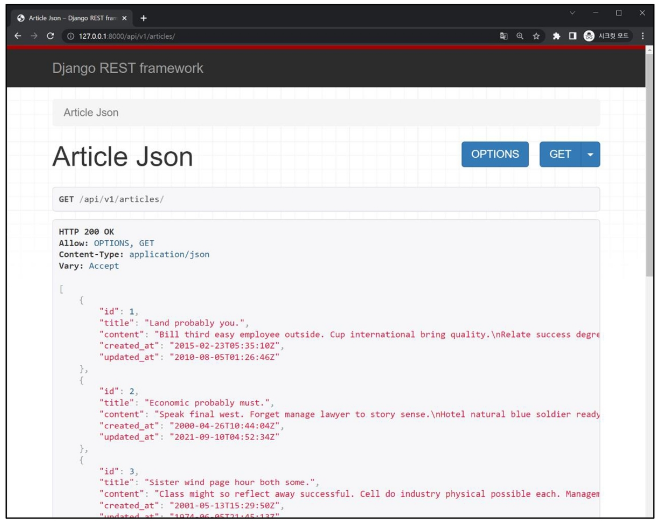 Article Json – Django REST fram
127.0.0.1:8000/api/v1/articles/
시크릿 모드
Django REST framework
Article Json
Article Json
OPTIONS
GET
GET /api/v1/articles/
HTTP 200 OK
Allow: OPTIONS, GET
Content-Type: application/json
Vary: Accept
[
{
"id": 1,
"title": "Land probably you.",
"content": "Bill third easy employee outside. Cup international bring quality.\nRelate success degre
"created_at": "2015-02-23T05:35:10Z",
"updated_at": "2010-08-05T01:26:46Z"
},
{
"id": 2,
"title": "Economic probably must.",
"content": "Speak final west. Forget manage lawyer to story sense.\nHotel natural blue soldier ready
"created_at": "2000-04-26T10:44:04Z",
"updated_at": "2021-09-10T04:52:34Z"
},
{
"id": 3,
"title": "Sister wind page hour both some.",
"content": "Class might so reflect away successful. Cell do industry physical possible each. Managem
"created_at": "2001-05-13T15:29:50Z",
"updated_at": "1974-06-05T21:45:13Z"